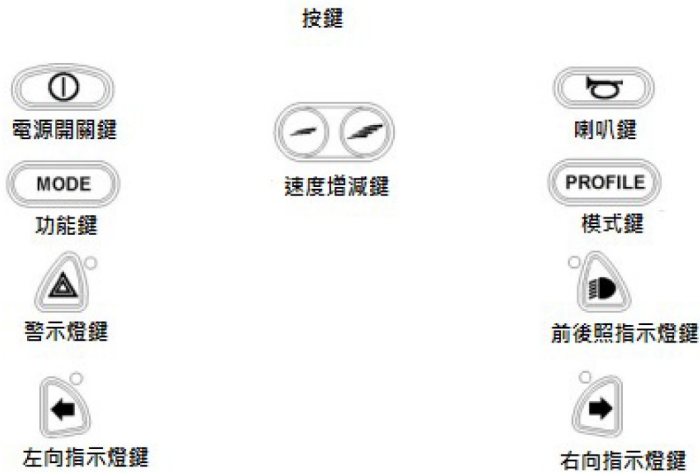 按鍵
電源開關鍵
速度增減鍵
喇叭鍵
MODE
PROFILE
功能鍵
模式鍵
警示燈鍵
前後照指示燈鍵
左向指示燈鍵
右向指示燈鍵